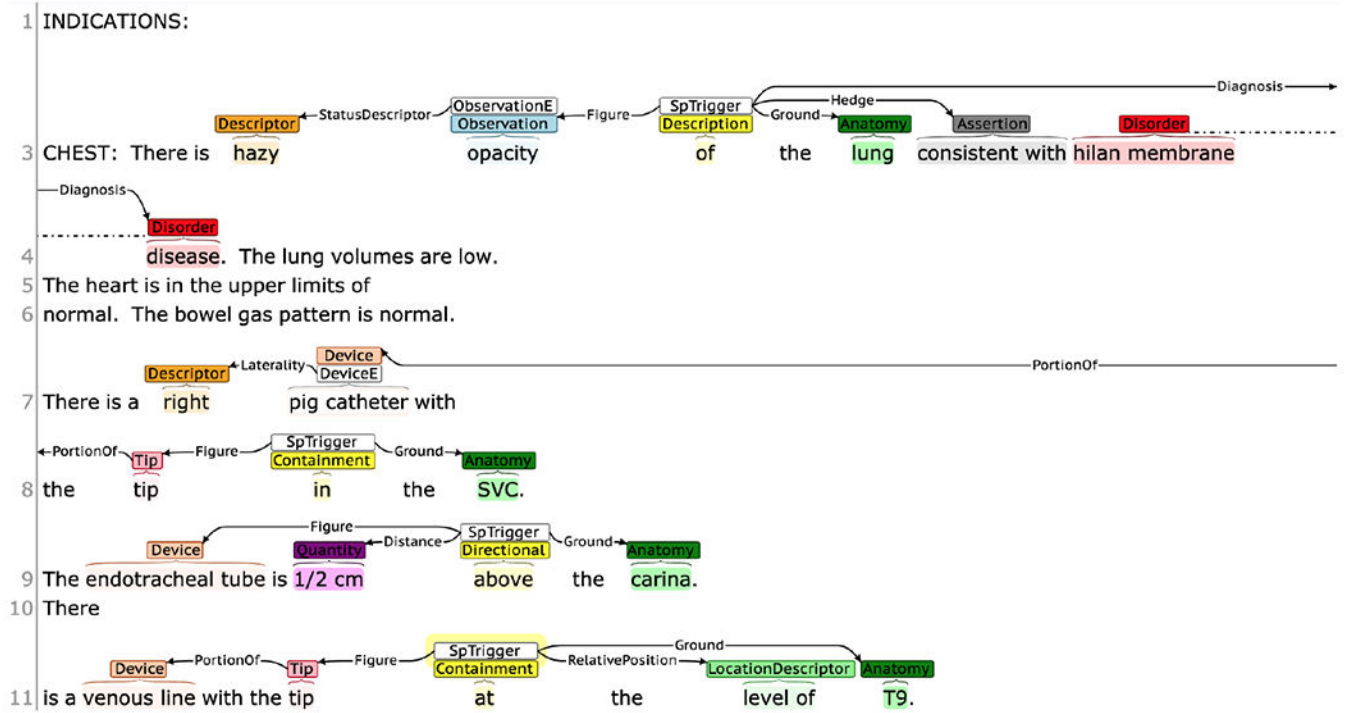 1 INDICATIONS:
Diagnosis
ObservationE SpTrigger Hedge
StatusDescriptor Figure Ground
Descriptor Observation Description Anatomy Assertion Disorder
3 CHEST: There is hazy opacity of the lung consistent with hilan membrane
Diagnosis
Disorder
4 disease. The lung volumes are low.
5 The heart is in the upper limits of
6 normal. The bowel gas pattern is normal.
Device
Laterality PortionOf
Descriptor DeviceE
7 There is a right pig catheter with
SpTrigger
PortionOf Figure Ground
Tip Containment Anatomy
8 the tip in the SVC.
Figure SpTrigger
Distance Ground
Device Quantity Directional Anatomy
9 The endotracheal tube is 1/2 cm above the carina.
10 There
SpTrigger Ground
PortionOf Figure RelativePosition
Device Tip Containment LocationDescriptor Anatomy
11 is a venous line with the tip at the level of T9.